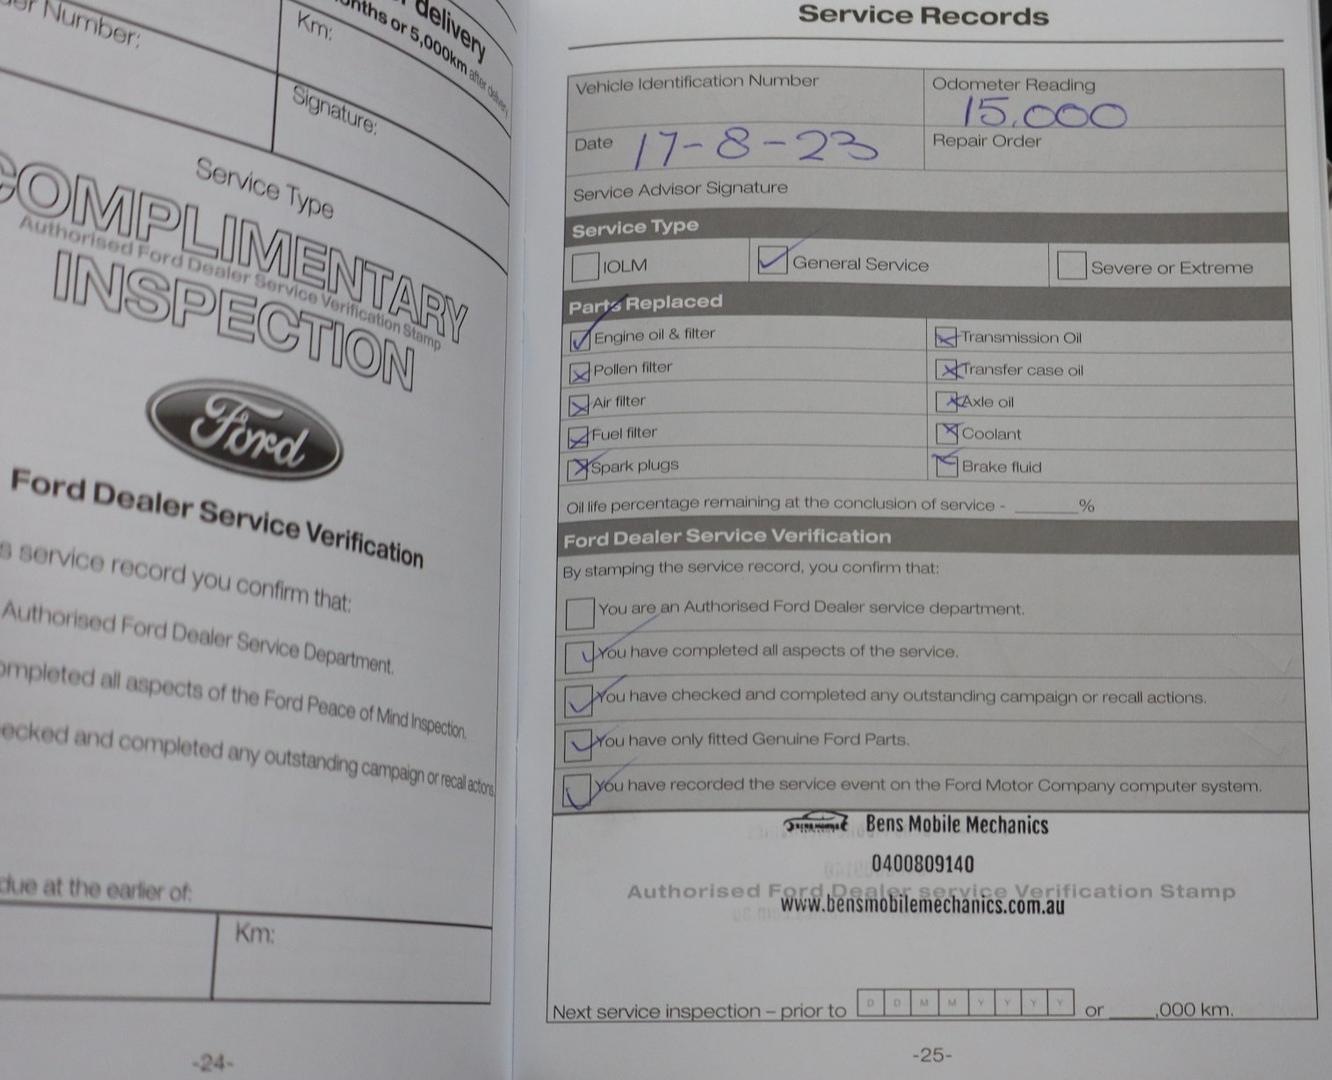 Number:
Km:
Signature:
delivery
or 5,000km after delivery
Service Type
COMPLIMENTARY
Authorised Ford Dealer Service Verification Stamp
INSPECTION
Ford
Ford Dealer Service Verification
service record you confirm that:
Authorised Ford Dealer Service Department.
all aspects of the Ford Peace of Mind Inspection.
and completed any outstanding campaign or recall actions
due at the earlier of:
Km:
-24-
Service Records
Vehicle Identification Number
Odometer Reading
15.000
Date 17-8-23
Repair Order
Service Advisor Signature
Service Type
IOLM
General Service
Severe or Extreme
Parts Replaced
Engine oil & filter
Transmission Oil
Pollen filter
Transfer case oil
Air filter
Axle oil
Fuel filter
Coolant
Spark plugs
Brake fluid
Oil life percentage remaining at the conclusion of service - ______%
Ford Dealer Service Verification
By stamping the service record, you confirm that:
You are an Authorised Ford Dealer service department.
You have completed all aspects of the service.
You have checked and completed any outstanding campaign or recall actions.
You have only fitted Genuine Ford Parts.
You have recorded the service event on the Ford Motor Company computer system.
Bens Mobile Mechanics
0400809140
Authorised Ford Dealer service Verification Stamp
www.bensmobilemechanics.com.au
Next service inspection – prior to D D M M Y Y Y Y or _____,000 km.
-25-